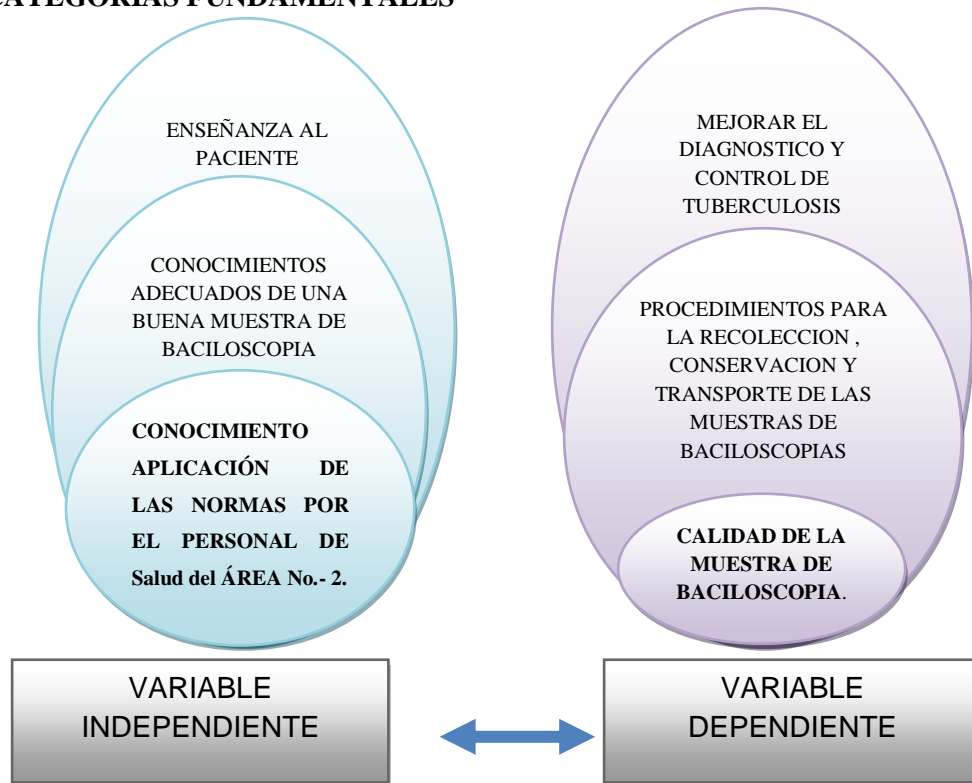 CATEGORÍAS FUNDAMENTALES
ENSEÑANZA AL
PACIENTE
CONOCIMIENTOS
ADECUADOS DE UNA
BUENA MUESTRA DE
BACILOSCOPIA
CONOCIMIENTO
APLICACIÓN DE
LAS NORMAS POR
EL PERSONAL DE
Salud del ÁREA No.- 2.
VARIABLE
INDEPENDIENTE
MEJORAR EL
DIAGNOSTICO Y
CONTROL DE
TUBERCULOSIS
PROCEDIMIENTOS PARA
LA RECOLECCION ,
CONSERVACION Y
TRANSPORTE DE LAS
MUESTRAS DE
BACILOSCOPIAS
CALIDAD DE LA
MUESTRA DE
BACILOSCOPIA.
VARIABLE
DEPENDIENTE